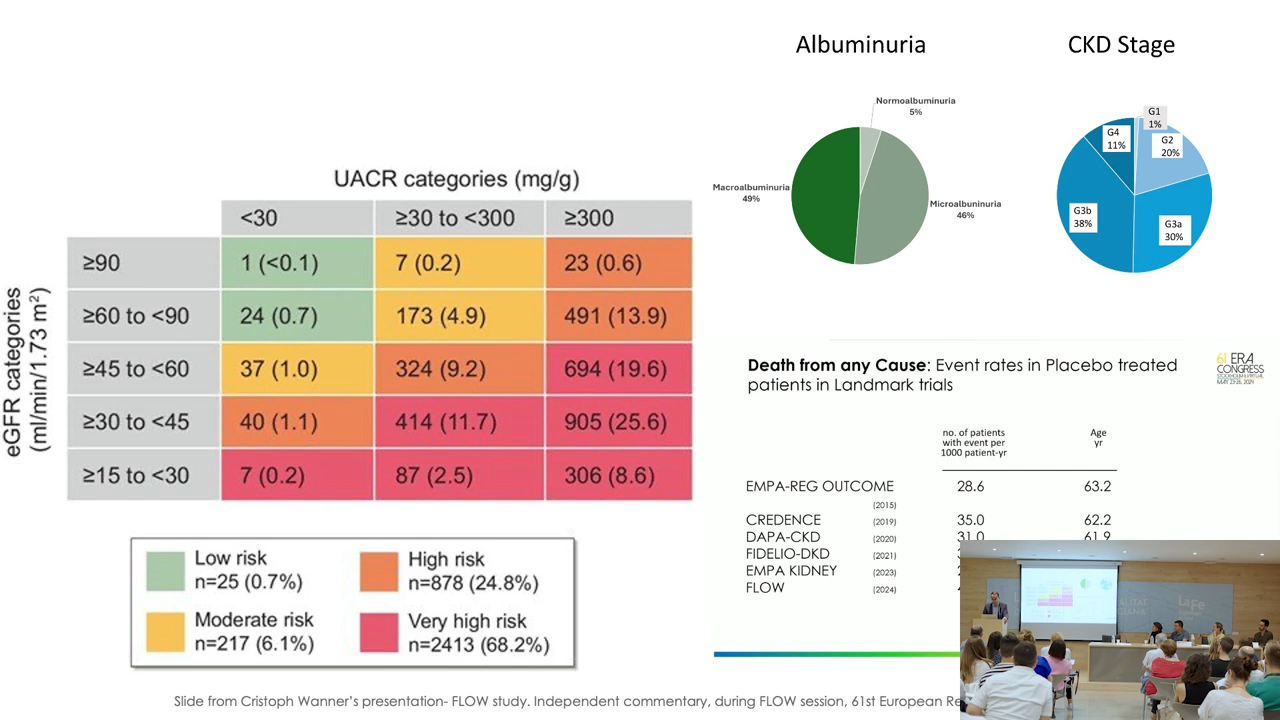 Albuminuria
CKD Stage
Normoalbuminuria
5%
Macroalbuminuria
49%
Microalbuninuria
46%
G1
1%
G2
20%
G3a
30%
G3b
38%
G4
11%
UACR categories (mg/g)
<30 ≥30 to <300 ≥300
eGFR categories
(ml/min/1.73 m²)
≥90 1 (<0.1) 7 (0.2) 23 (0.6)
≥60 to <90 24 (0.7) 173 (4.9) 491 (13.9)
≥45 to <60 37 (1.0) 324 (9.2) 694 (19.6)
≥30 to <45 40 (1.1) 414 (11.7) 905 (25.6)
≥15 to <30 7 (0.2) 87 (2.5) 306 (8.6)
Low risk
n=25 (0.7%)
High risk
n=878 (24.8%)
Moderate risk
n=217 (6.1%)
Very high risk
n=2413 (68.2%)
Death from any Cause: Event rates in Placebo treated
patients in Landmark trials
61 ERA
CONGRESS
no. of patients
with event per
1000 patient-yr
Age
yr
EMPA-REG OUTCOME 28.6 63.2
(2015)
CREDENCE (2019) 35.0 62.2
DAPA-CKD (2020) 31.0 61.9
FIDELIO-DKD (2021)
EMPA KIDNEY (2023)
FLOW (2024)
LaFe
Slide from Cristoph Wanner's presentation- FLOW study. Independent commentary, during FLOW session, 61st European